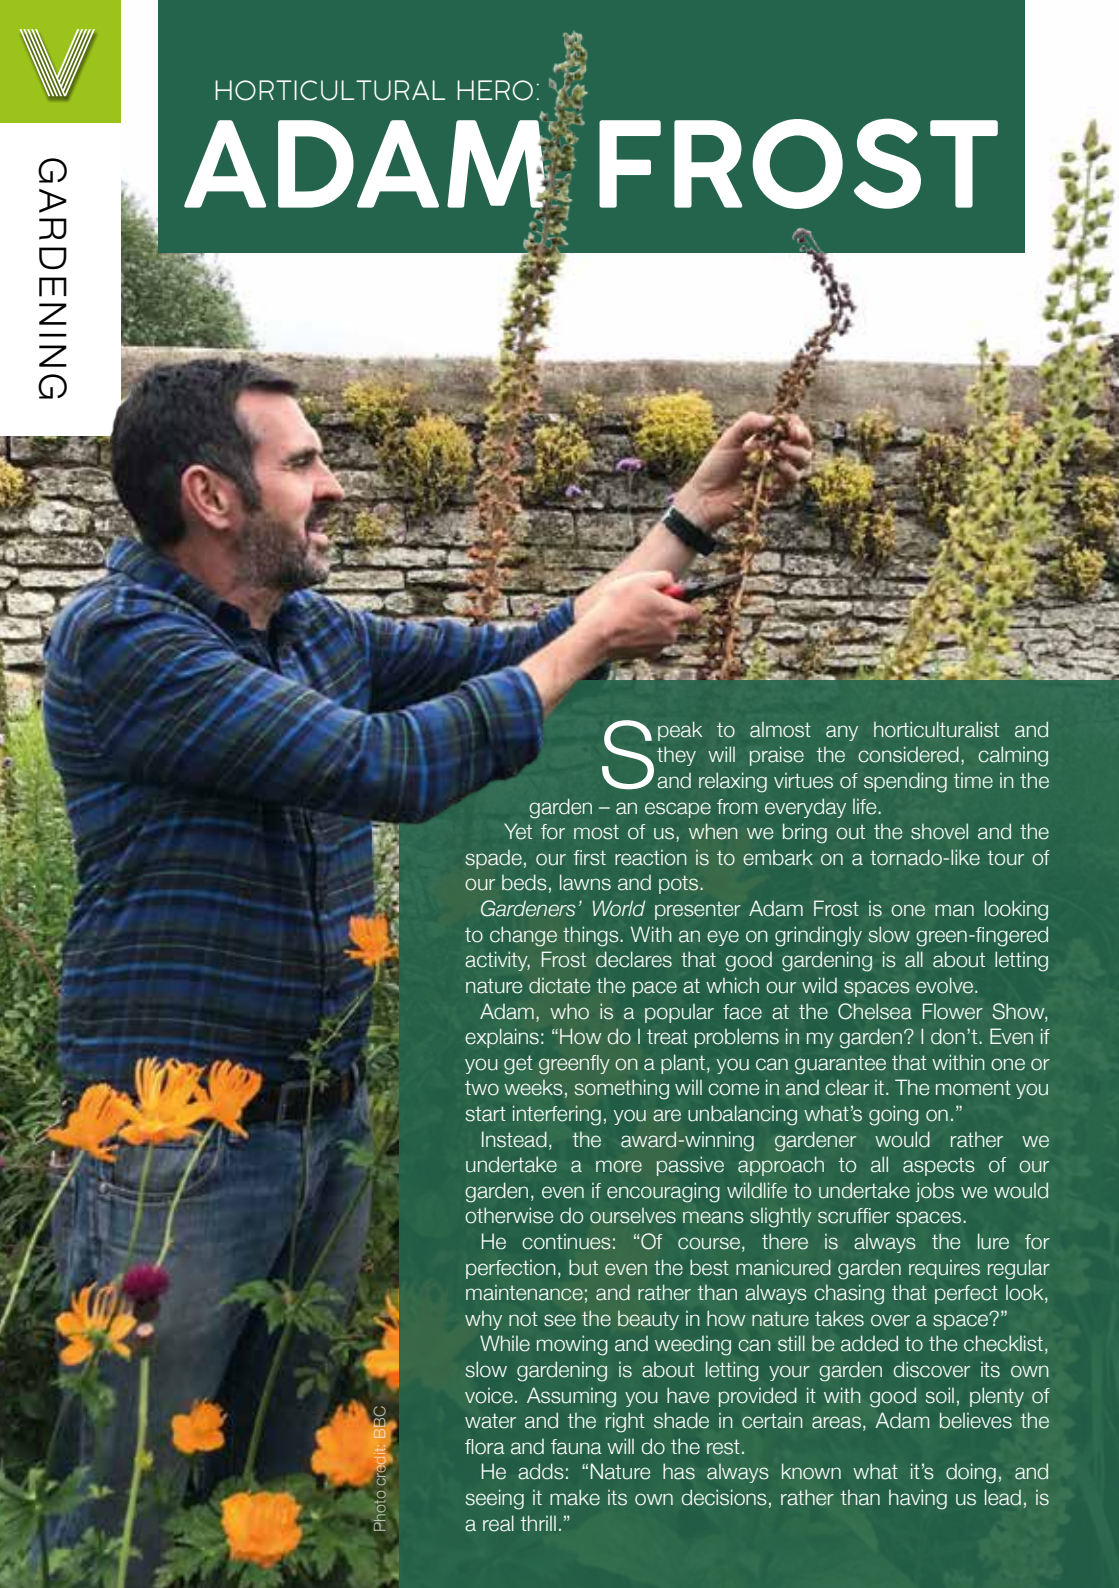 V
GARDENING
HORTICULTURAL HERO:
ADAM FROST
Speak to almost any horticulturalist and
they will praise the considered, calming
and relaxing virtues of spending time in the
garden – an escape from everyday life.
Yet for most of us, when we bring out the shovel and the
spade, our first reaction is to embark on a tornado-like tour of
our beds, lawns and pots.
Gardeners’ World presenter Adam Frost is one man looking
to change things. With an eye on grindingly slow green-fingered
activity, Frost declares that good gardening is all about letting
nature dictate the pace at which our wild spaces evolve.
Adam, who is a popular face at the Chelsea Flower Show,
explains: “How do I treat problems in my garden? I don’t. Even if
you get greenfly on a plant, you can guarantee that within one or
two weeks, something will come in and clear it. The moment you
start interfering, you are unbalancing what’s going on.”
Instead, the award-winning gardener would rather we
undertake a more passive approach to all aspects of our
garden, even if encouraging wildlife to undertake jobs we would
otherwise do ourselves means slightly scruffier spaces.
He continues: “Of course, there is always the lure for
perfection, but even the best manicured garden requires regular
maintenance; and rather than always chasing that perfect look,
why not see the beauty in how nature takes over a space?”
While mowing and weeding can still be added to the checklist,
slow gardening is about letting your garden discover its own
voice. Assuming you have provided it with good soil, plenty of
water and the right shade in certain areas, Adam believes the
flora and fauna will do the rest.
He adds: “Nature has always known what it’s doing, and
seeing it make its own decisions, rather than having us lead, is
a real thrill.”
Photo credit: BBC